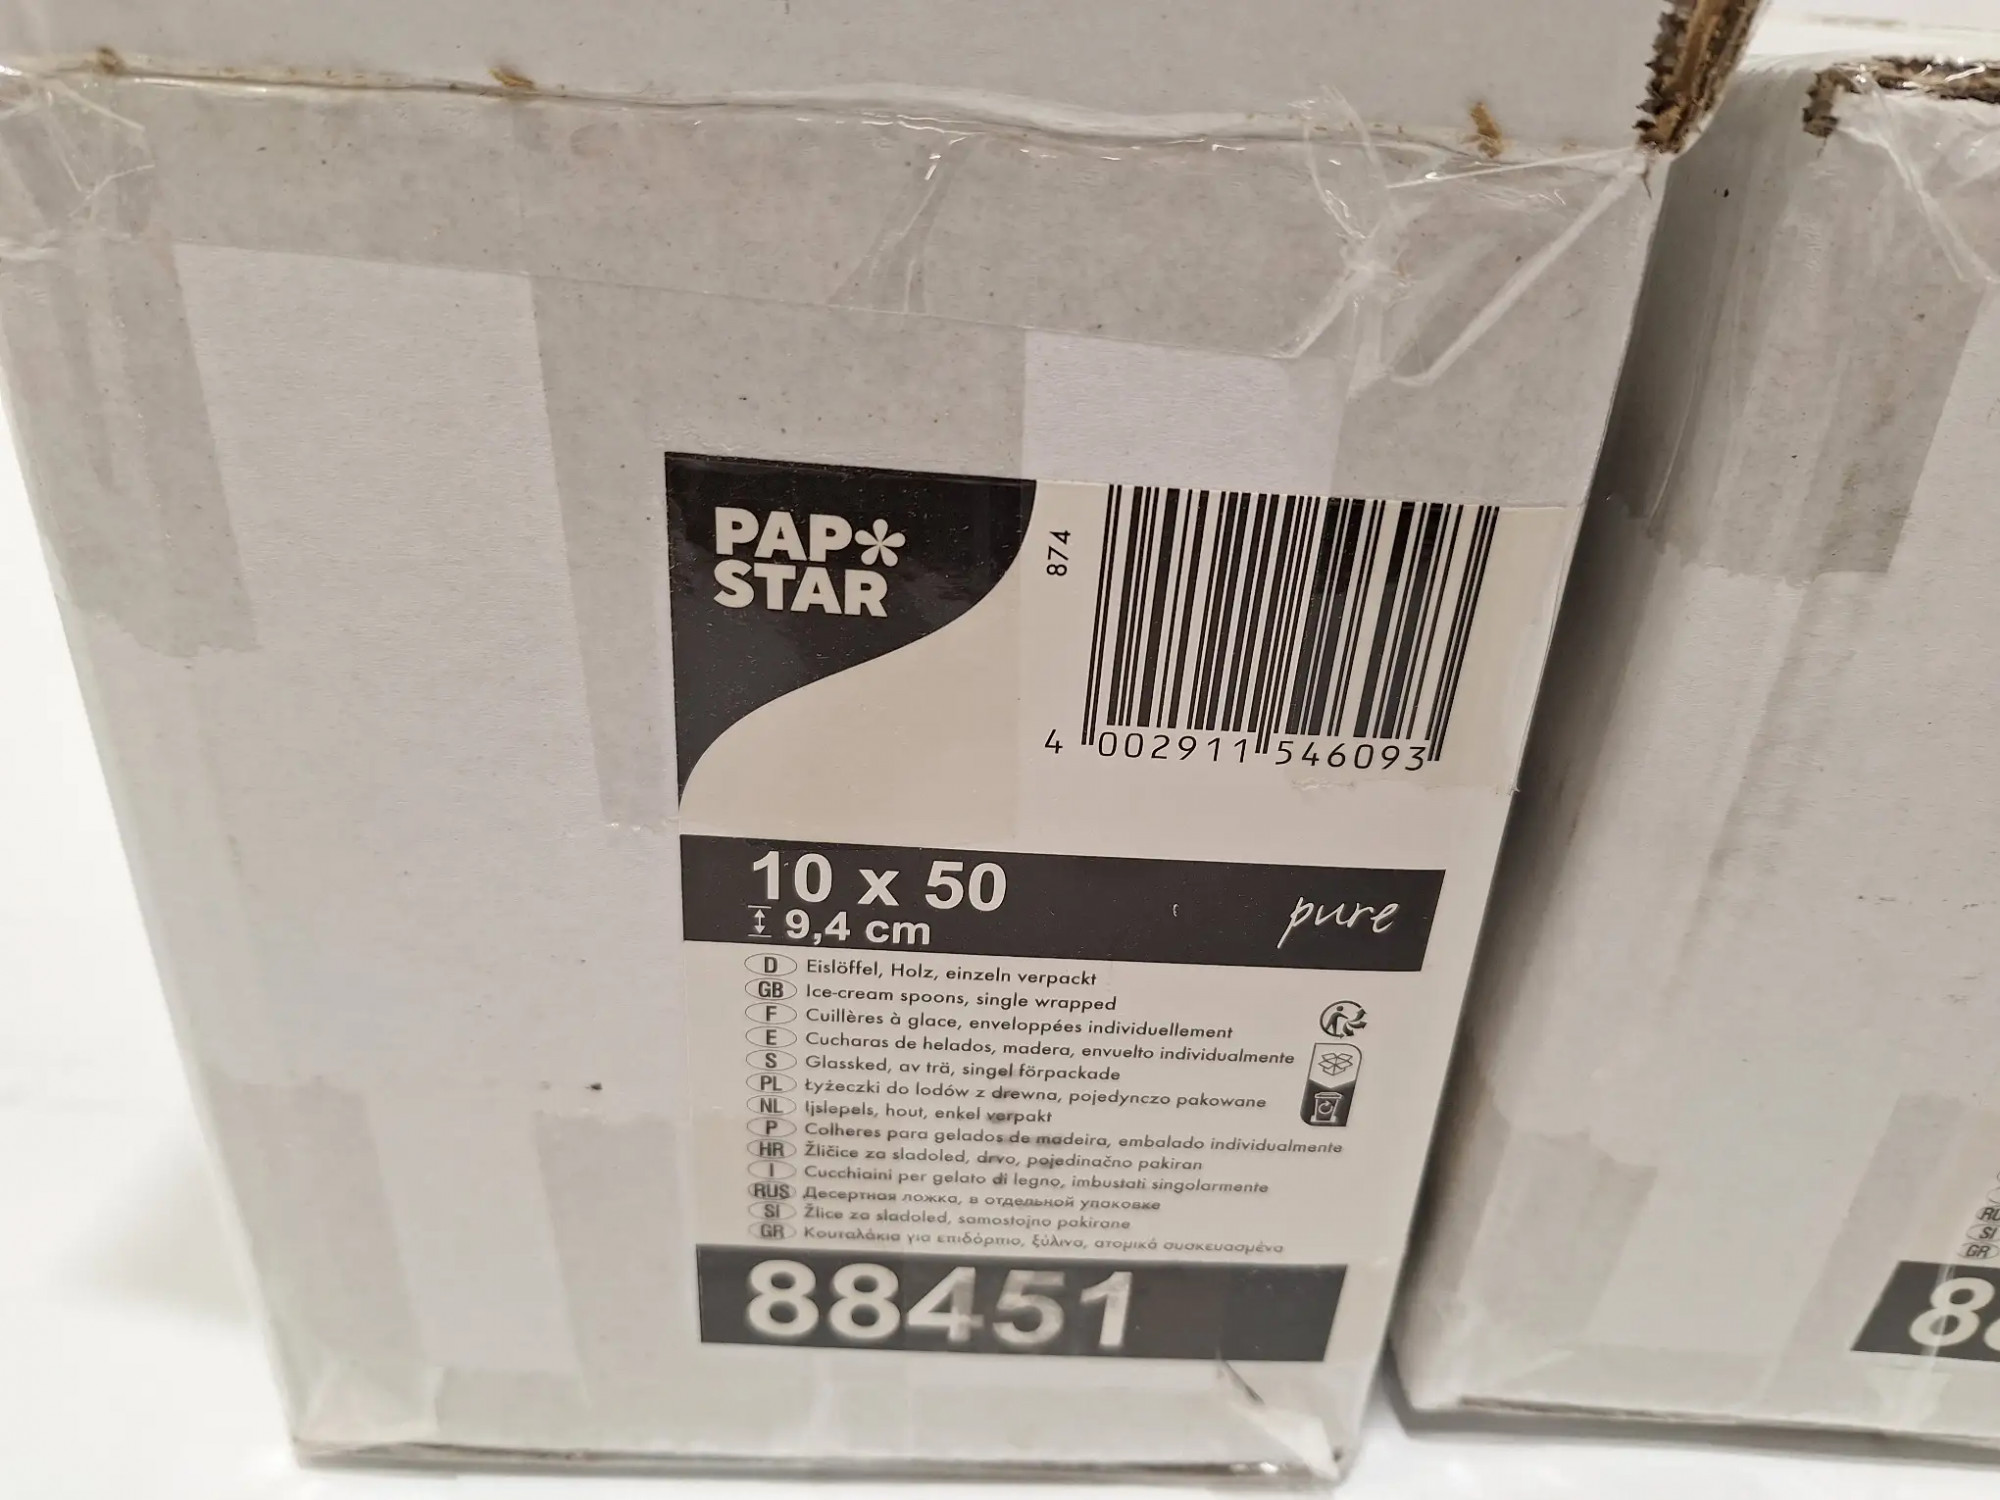 PAP
STAR
874
4 002911 546093
10 x 50
9,4 cm
pure
D Eislöffel, Holz, einzeln verpackt
GB Ice-cream spoons, single wrapped
F Cuillères à glace, enveloppées individuellement
E Cucharas de helados, madera, envuelto individualmente
S Glassked, av trä, singel förpackade
PL Łyżeczki do lodów z drewna, pojedynczo pakowane
NL Ijslepels, hout, enkel verpakt
P Colheres para gelados de madeira, embalado individualmente
HR Žličice za sladoled, drvo, pojedinačno pakiran
I Cucchiaini per gelato di legno, imbustati singolarmente
RUS Десертная ложка, в отдельной упаковке
SI Žlice za sladoled, samostojno pakirane
GR Κουταλάκια για επιδόρπιο, ξύλινα, ατομικά συσκευασμένα
88451
SI
GR
8